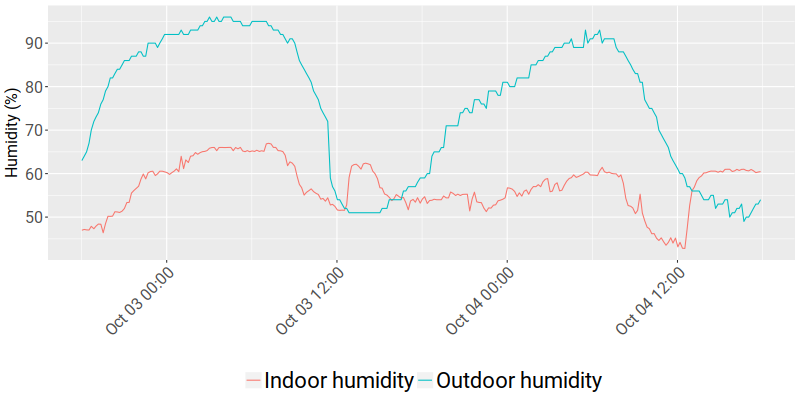 Humidity (%)
90
80
70
60
50
Oct 03 00:00
Oct 03 12:00
Oct 04 00:00
Oct 04 12:00
Indoor humidity Outdoor humidity